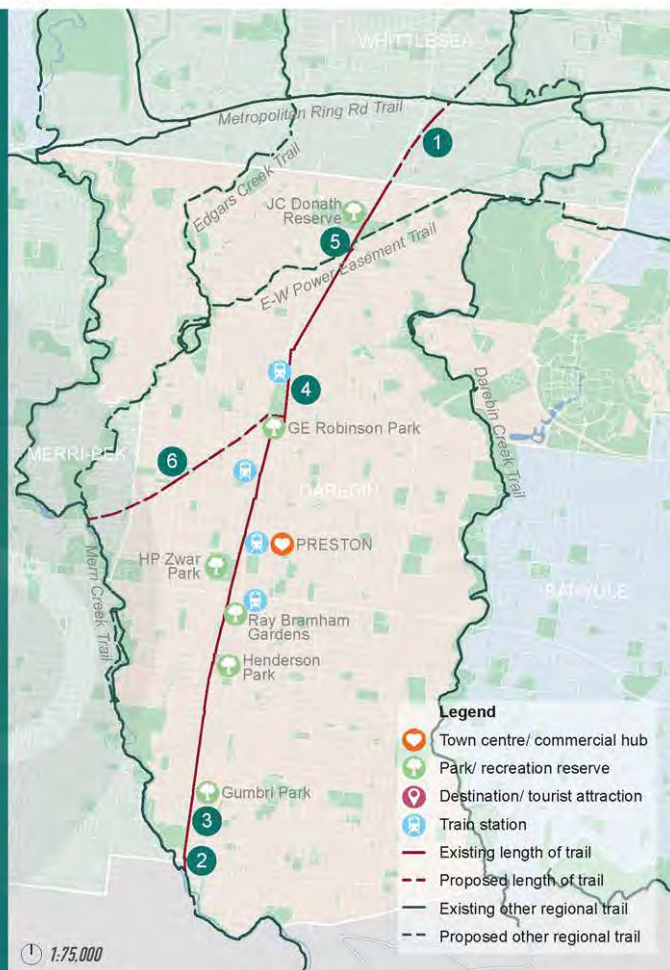 WHITTLESEA
Metropolitan Ring Rd Trail
1
Edgars Creek Trail
JC Donath
Reserve
5
E-W Power Easement Trail
4
GE Robinson Park
MERRI-BEK
6
DAREBIN
Darebin Creek Trail
PRESTON
HP Zwar
Park
BANYULE
Merri Creek Trail
Ray Bramham
Gardens
Henderson
Park
Gumbri Park
3
2
Legend
Town centre/ commercial hub
Park/ recreation reserve
Destination/ tourist attraction
Train station
Existing length of trail
Proposed length of trail
Existing other regional trail
Proposed other regional trail
1:75,000